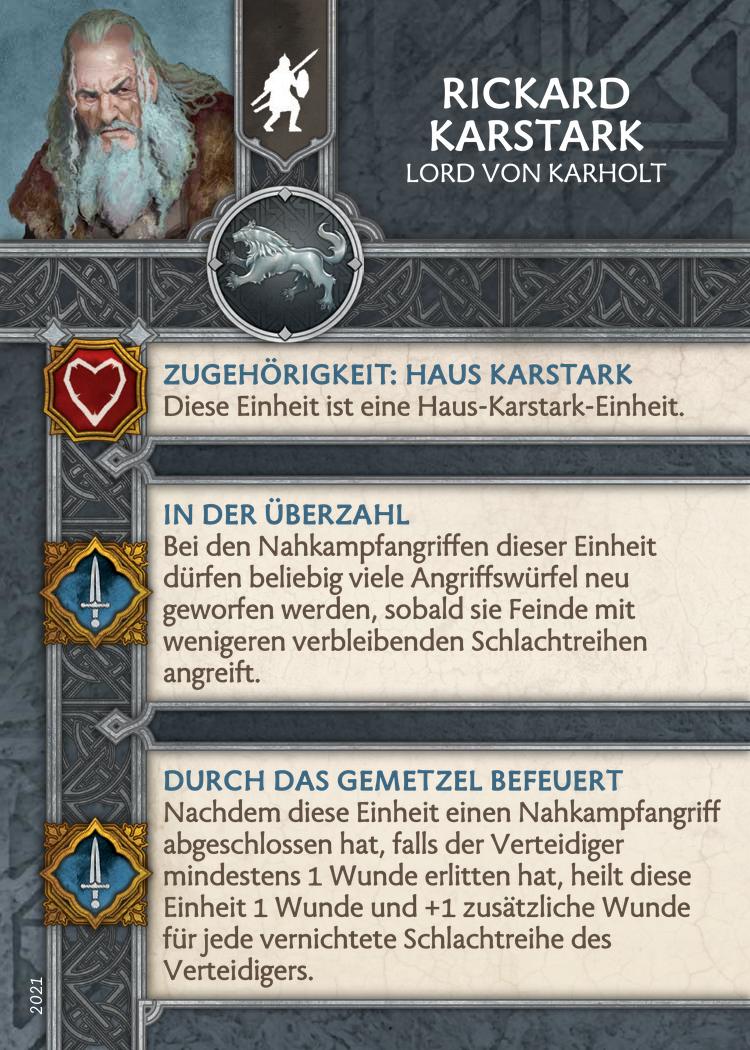 RICKARD
KARSTARK
LORD VON KARHOLT
ZUGEHÖRIGKEIT: HAUS KARSTARK
Diese Einheit ist eine Haus-Karstark-Einheit.
IN DER ÜBERZAHL
Bei den Nahkampfangriffen dieser Einheit
dürfen beliebig viele Angriffswürfel neu
geworfen werden, sobald sie Feinde mit
wenigeren verbleibenden Schlachtreihen
angreift.
DURCH DAS GEMETZEL BEFEUERT
Nachdem diese Einheit einen Nahkampfangriff
abgeschlossen hat, falls der Verteidiger
mindestens 1 Wunde erlitten hat, heilt diese
Einheit 1 Wunde und +1 zusätzliche Wunde
für jede vernichtete Schlachtreihe des
Verteidigers.
2021